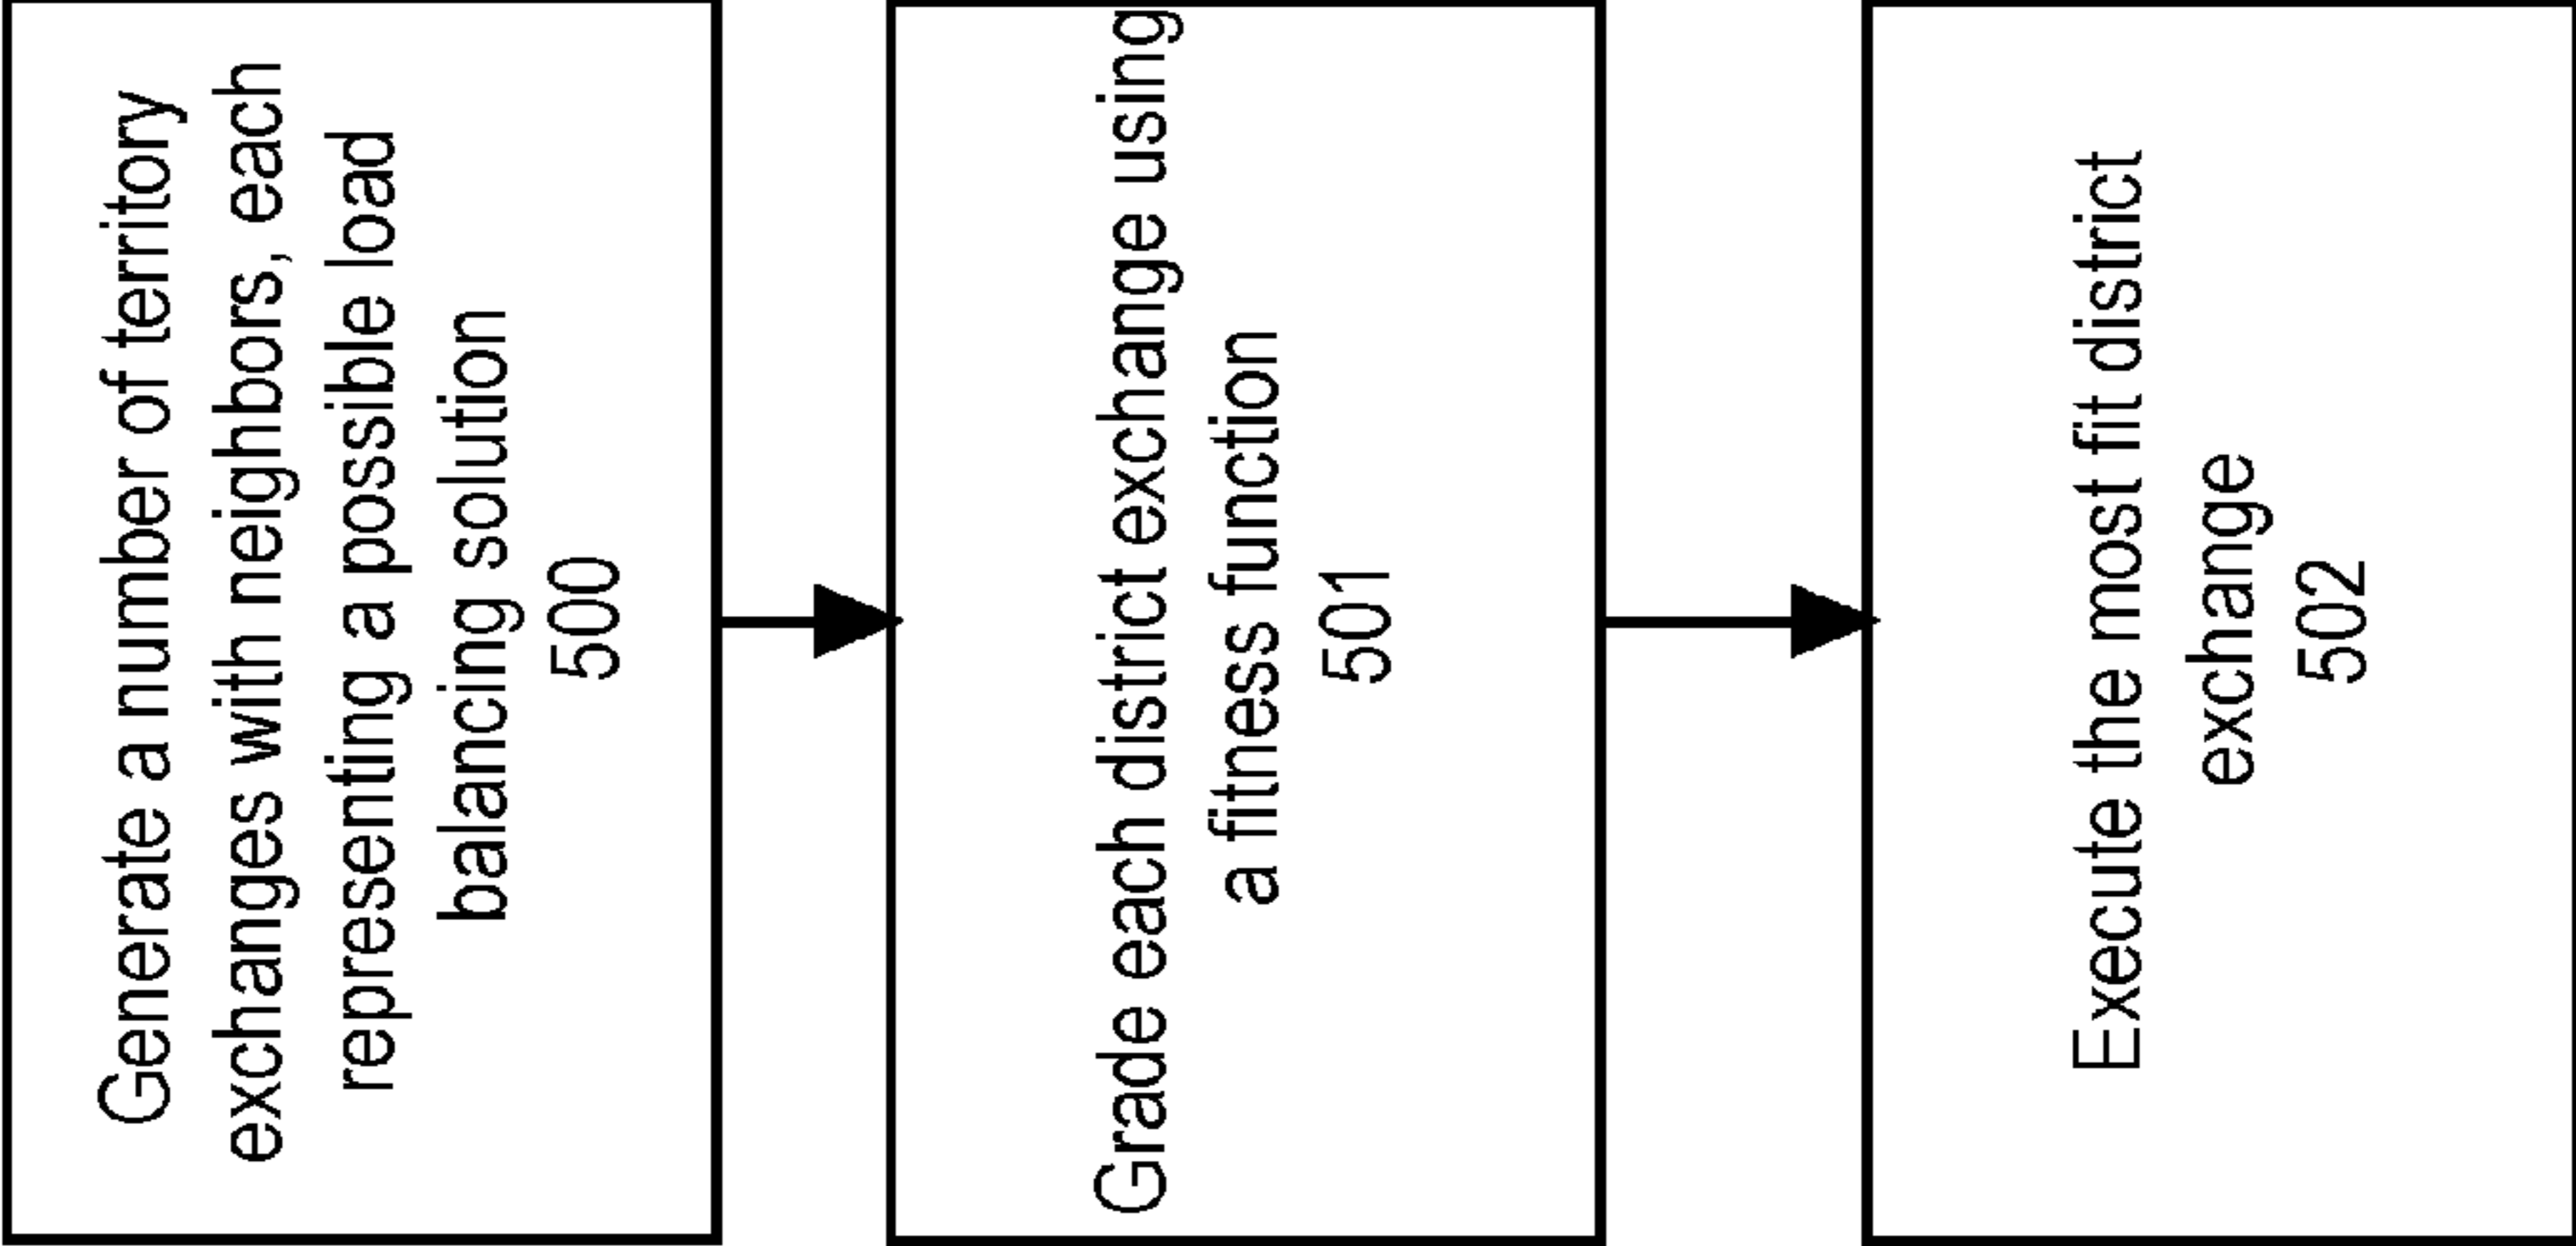 Generate a number of territory
exchanges with neighbors, each
representing a possible load
balancing solution
500
Grade each district exchange using
a fitness function
501
Execute the most fit district
exchange
502